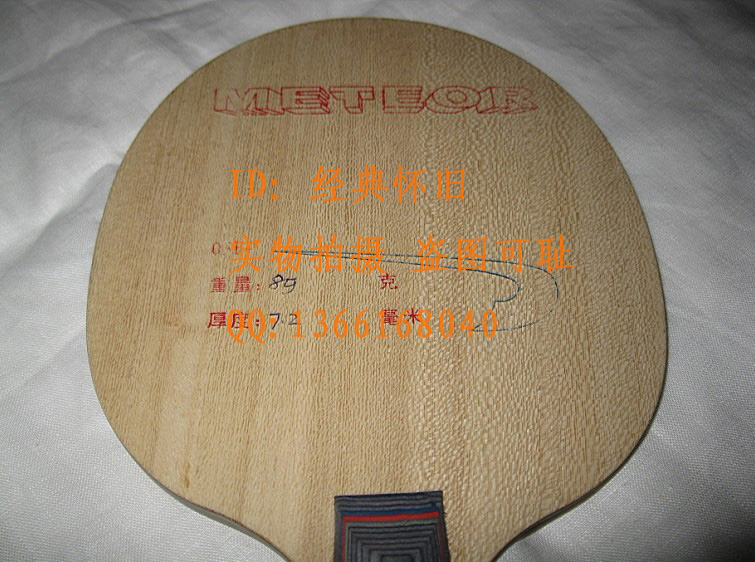 METEOR
ID: 经典怀旧
实物拍摄 盗图可耻
重量: 89 克
厚度: 7.2 毫米
QQ:1366168040